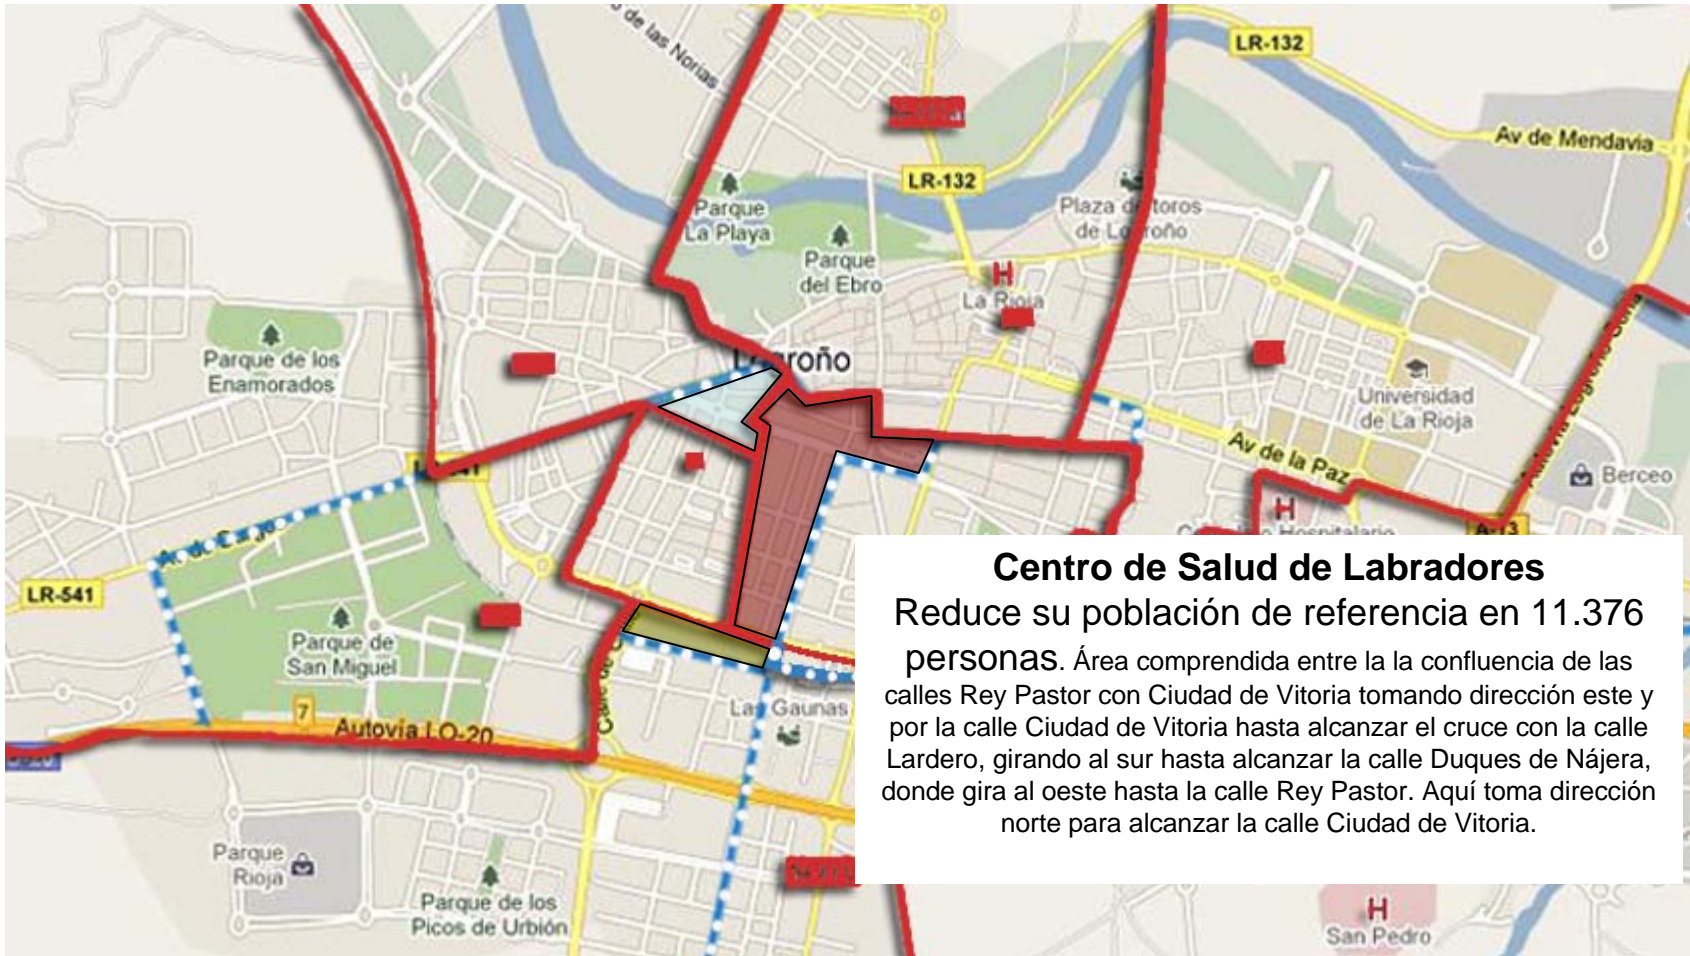 de las Norias
LR-132
Av de Mendavia
LR-132
Parque
La Playa
Plaza de toros
de Logroño
Parque
del Ebro
H
La Rioja
Parque de los
Enamorados
Logroño
Universidad
de La Rioja
Av de la Paz
Berceo
H
A-13
Av de Burgos
LR-541
Parque de
San Miguel
7
Autovía LO-20
Las Gaunas
Centro de Salud de Labradores
Reduce su población de referencia en 11.376
personas. Área comprendida entre la la confluencia de las
calles Rey Pastor con Ciudad de Vitoria tomando dirección este y
por la calle Ciudad de Vitoria hasta alcanzar el cruce con la calle
Lardero, girando al sur hasta alcanzar la calle Duques de Nájera,
donde gira al oeste hasta la calle Rey Pastor. Aquí toma dirección
norte para alcanzar la calle Ciudad de Vitoria.
Parque
Rioja
Parque de los
Picos de Urbión
H
San Pedro